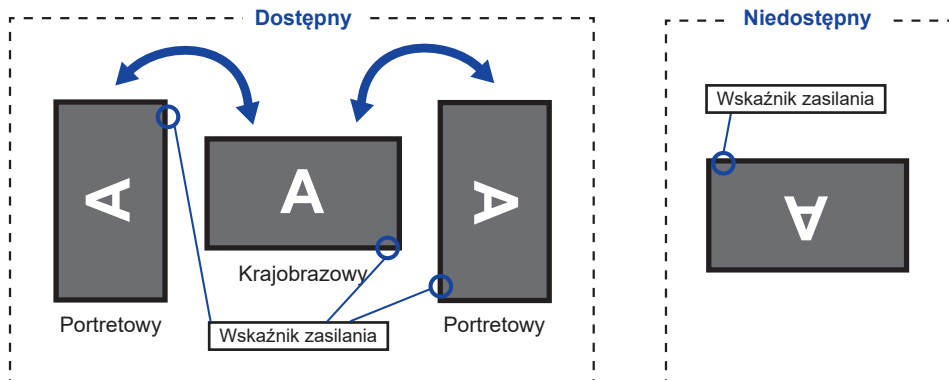 Dostępny
Niedostępny
Wskaźnik zasilania
A
A
A
A
Krajobrazowy
Portretowy
Wskaźnik zasilania
Portretowy